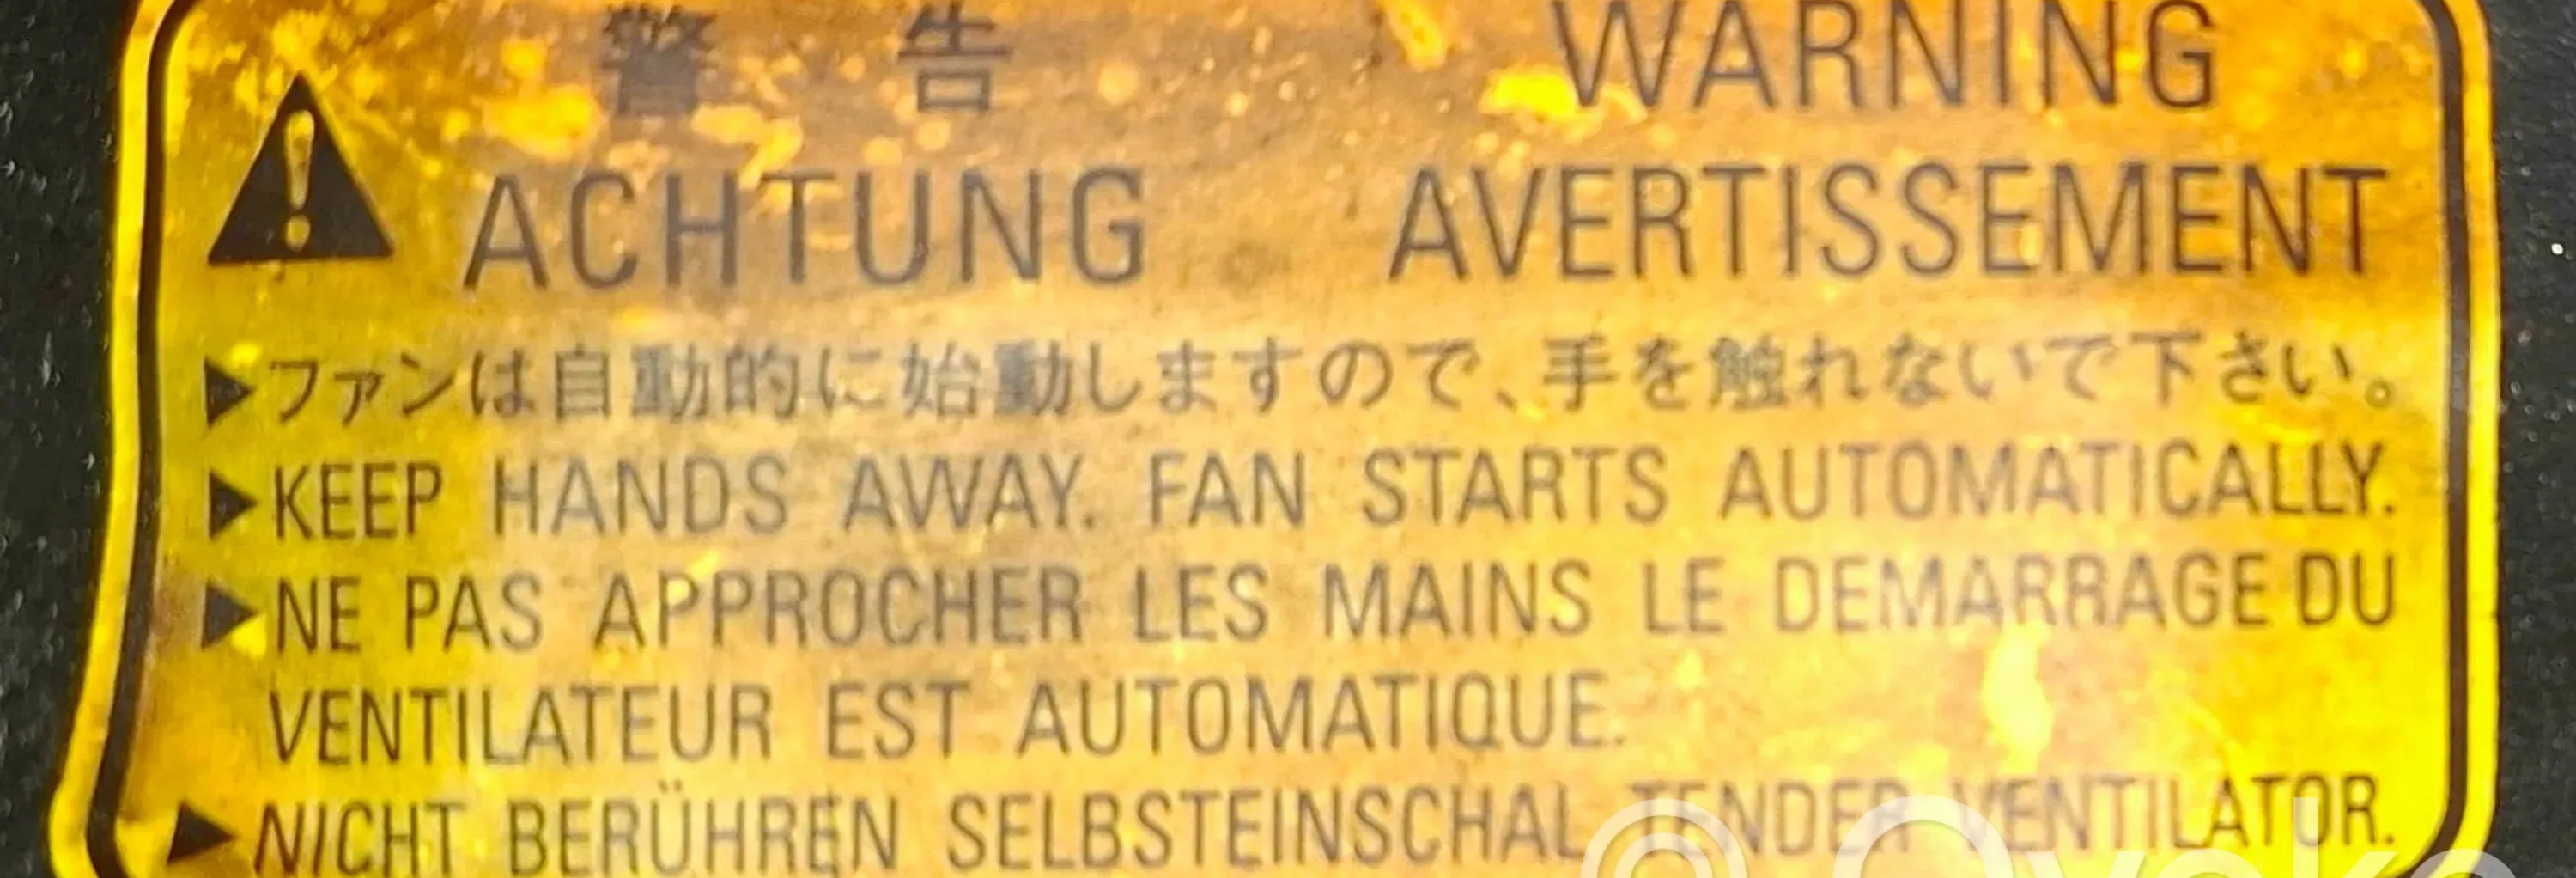 警告 WARNING
ACHTUNG AVERTISSEMENT
▶ファンは自動的に始動しますので、手を触れないで下さい。
▶KEEP HANDS AWAY. FAN STARTS AUTOMATICALLY.
▶NE PAS APPROCHER LES MAINS LE DEMARRAGE DU
VENTILATEUR EST AUTOMATIQUE.
▶NICHT BERÜHREN SELBSTEINSCHAL TENDER VENTILATOR.